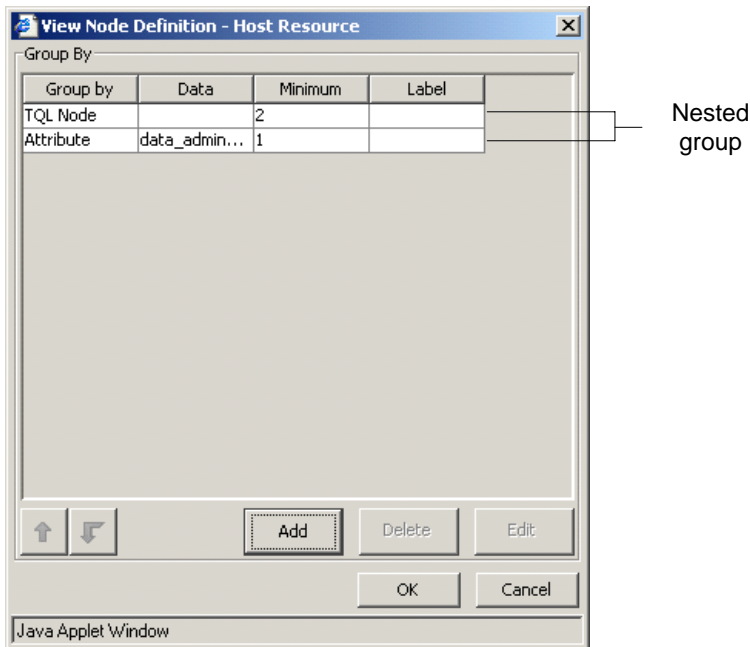 View Node Definition - Host Resource
Group By
Group by Data Minimum Label
TQL Node 2
Attribute data_admin... 1
Nested
group
Add Delete Edit
OK Cancel
Java Applet Window